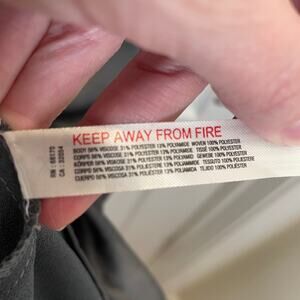 KEEP AWAY FROM FIRE
BODY 56% VISCOSE 31% POLYESTER 13% POLYAMIDE WOVEN 100% POLYESTER
CORPS 56% VISCOSE 31% POLYESTER 13% POLYAMIDE TISSÉ 100% POLYESTER
KÖRPER 56% VISKOSE 31% POLYESTER 13% POLYAMID GEWEBE 100% POLYESTER
CORPO 56% VISCOSA 31% POLIESTERE 13% POLIAMMIDE TESSUTO 100% POLIESTERE
CUERPO 56% VISCOSA 31% POLIÉSTER 13% POLIAMIDA TEJIDO 100% POLIÉSTER
RN : 66170